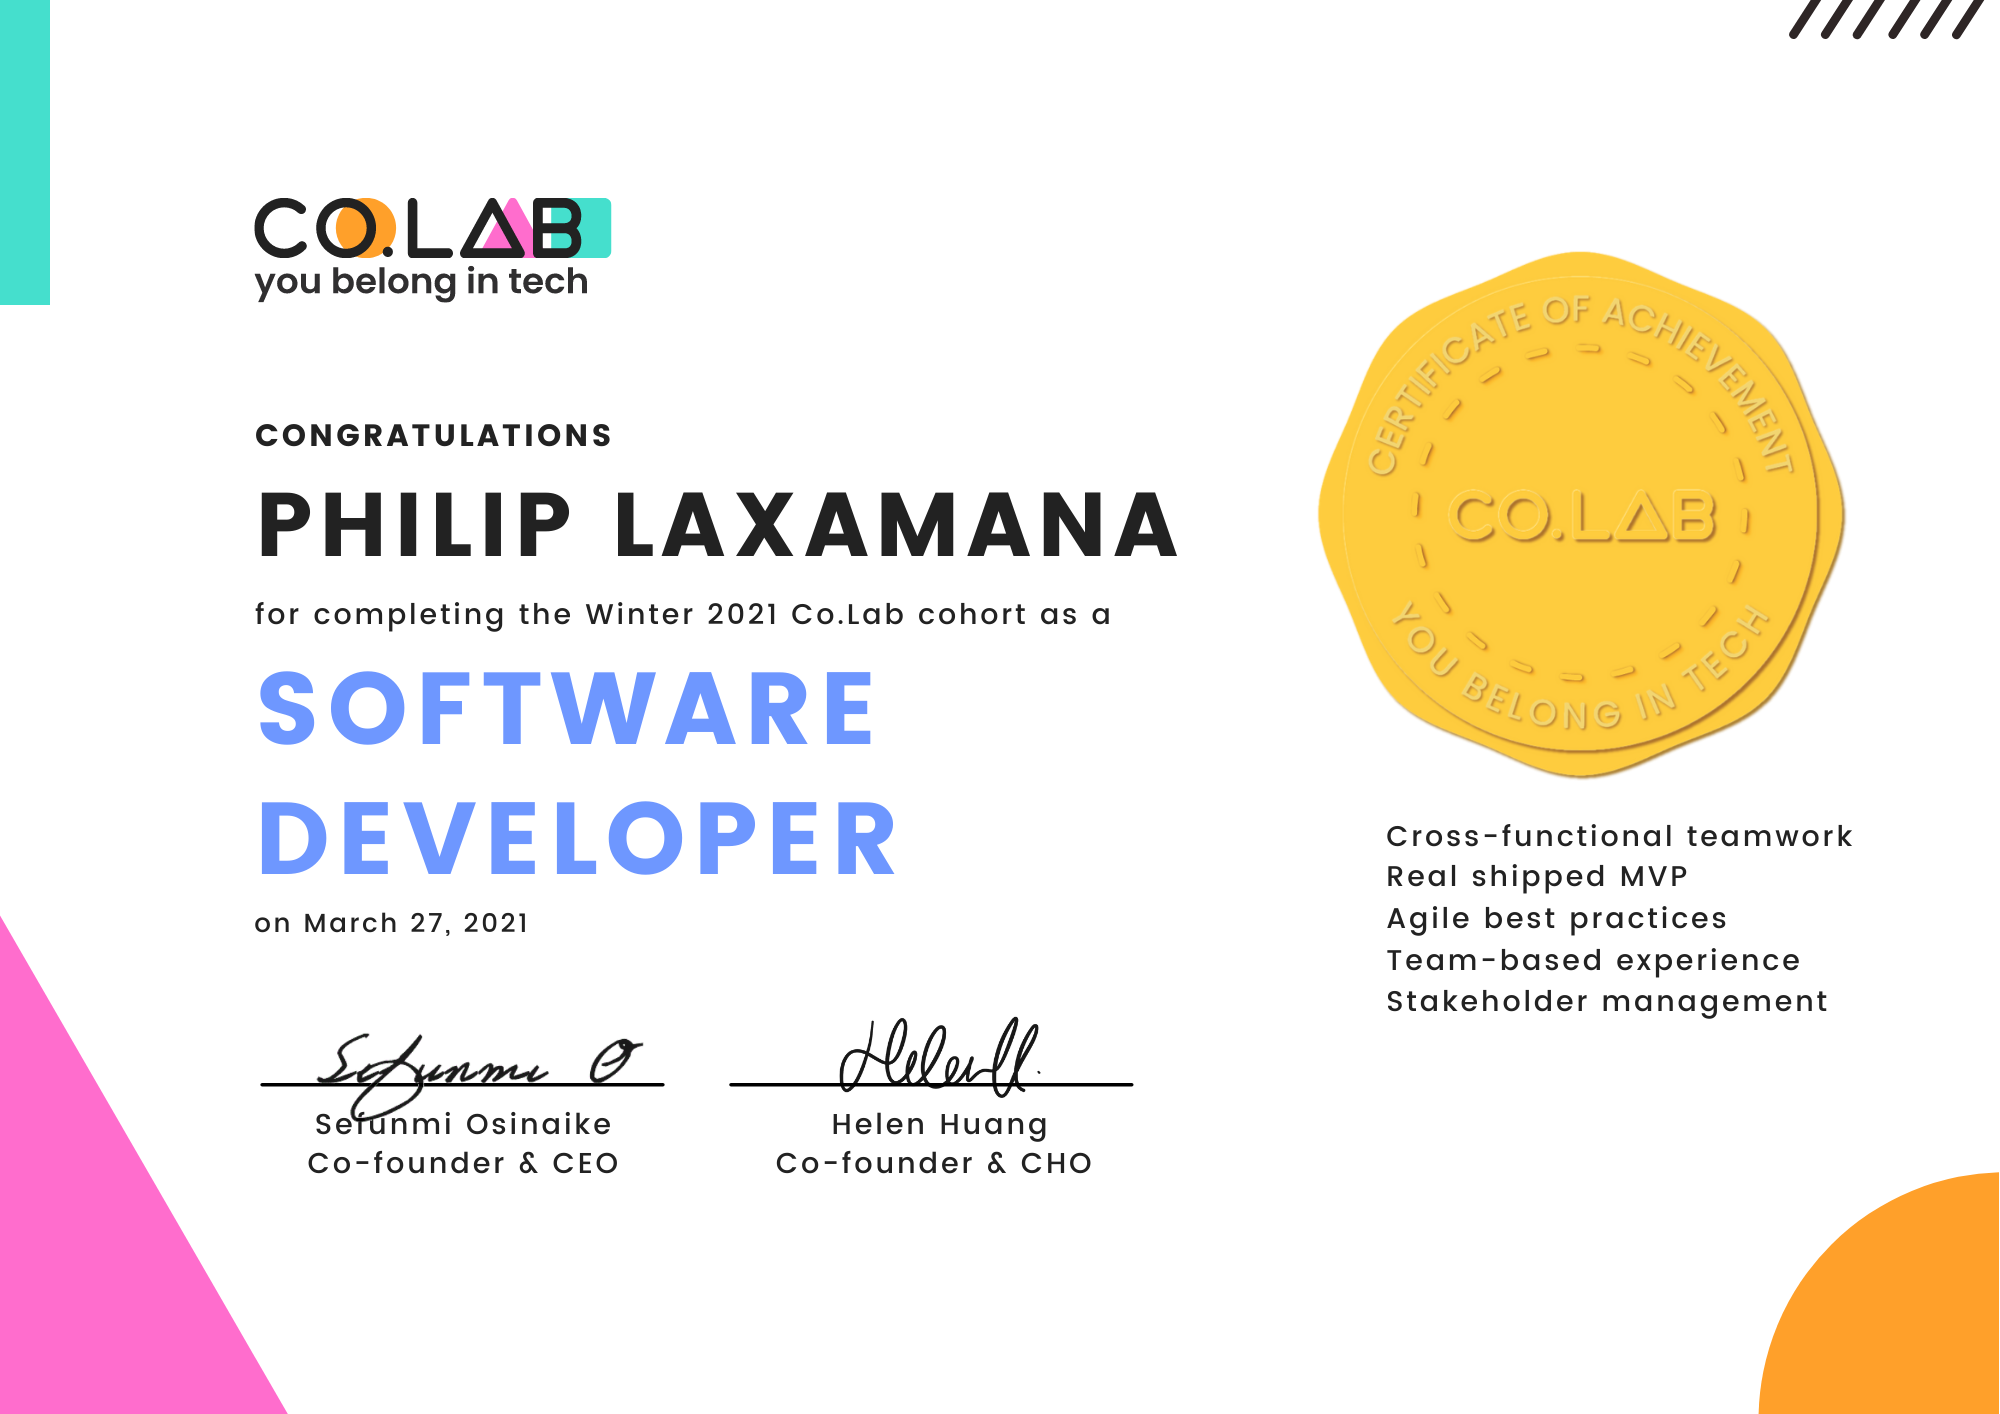 CO.LAB
you belong in tech
CONGRATULATIONS
PHILIP LAXAMANA
for completing the Winter 2021 Co.Lab cohort as a
SOFTWARE
DEVELOPER
on March 27, 2021
Sefunmi O
Helen H.
Sefunmi Osinaike
Co-founder & CEO
Helen Huang
Co-founder & CHO
CERTIFICATE OF ACHIEVEMENT
CO.LAB
YOU BELONG IN TECH
Cross-functional teamwork
Real shipped MVP
Agile best practices
Team-based experience
Stakeholder management